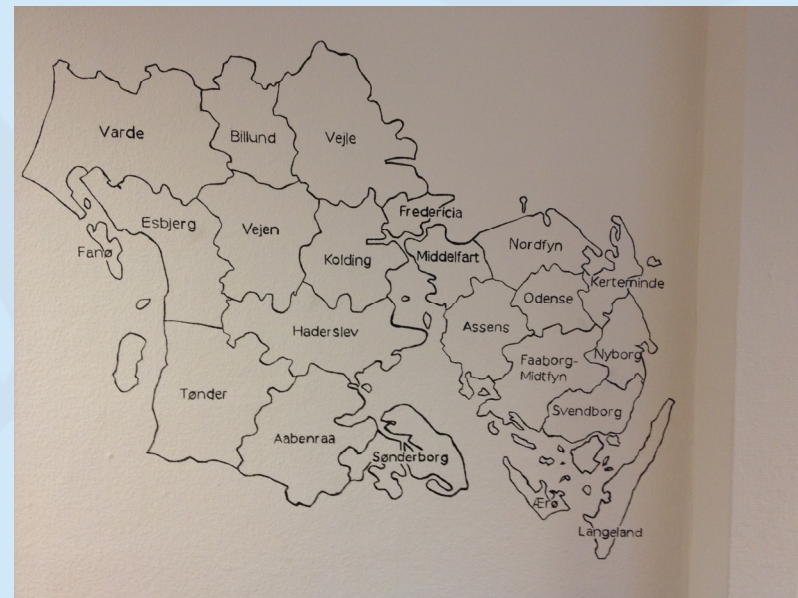 Varde
Billund
Vejle
Esbjerg
Vejen
Fredericia
Fanø
Kolding
Middelfart
Nordfyn
Kerteminde
Odense
Haderslev
Assens
Nyborg
Faaborg-
Midtfyn
Tønder
Svendborg
Aabenraa
Sønderborg
Ærø
Langeland